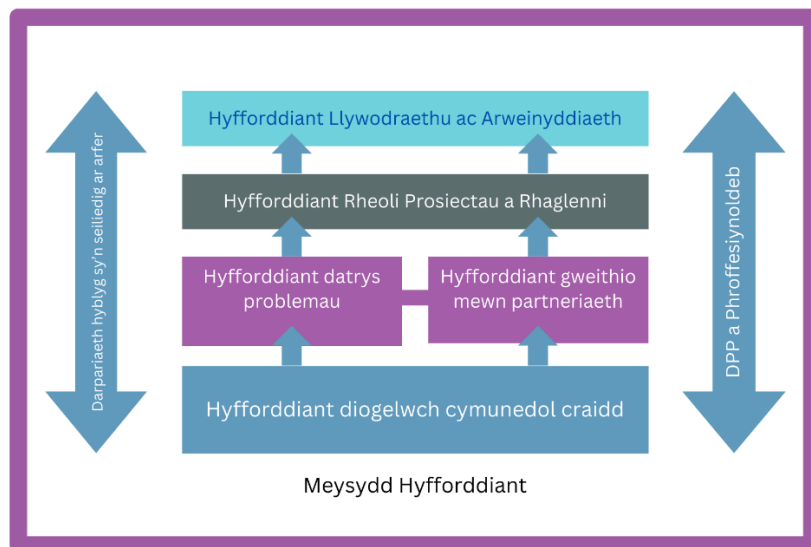 Darpariaeth hyblyg sy'n seiliedig ar arfer
Hyfforddiant Llywodraethu ac Arweinyddiaeth
Hyfforddiant Rheoli Prosiectau a Rhaglenni
Hyfforddiant datrys
problemau
Hyfforddiant gweithio
mewn partneriaeth
Hyfforddiant diogelwch cymunedol craidd
DPP a Phroffesiynoldeb
Meysydd Hyfforddiant